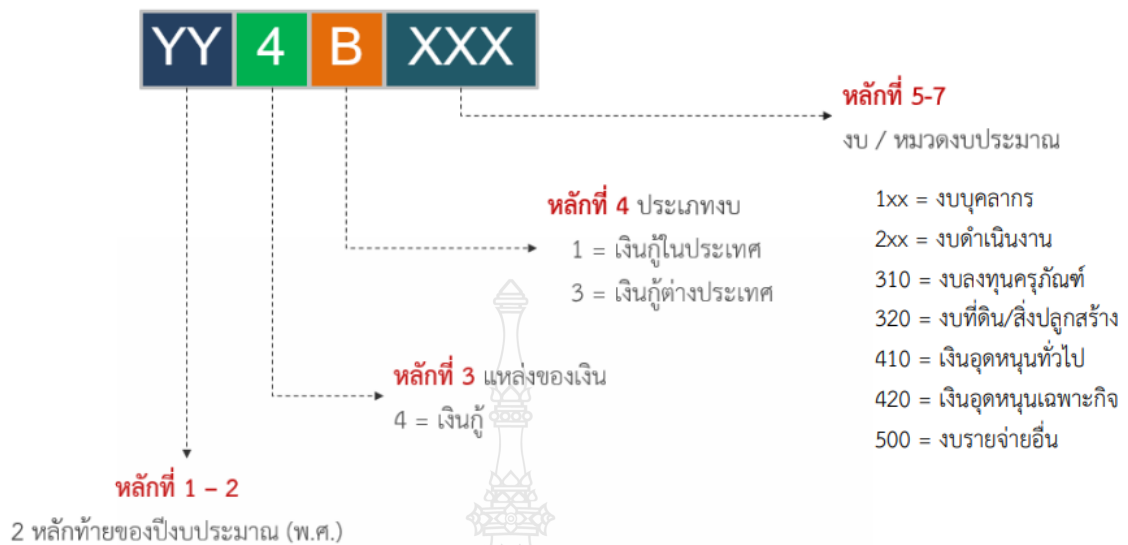 YY 4 B XXX
หลักที่ 5-7
งบ / หมวดงบประมาณ
1xx = งบบุคลากร
2xx = งบดำเนินงาน
310 = งบลงทุนครุภัณฑ์
320 = งบที่ดิน/สิ่งปลูกสร้าง
410 = เงินอุดหนุนทั่วไป
420 = เงินอุดหนุนเฉพาะกิจ
500 = งบรายจ่ายอื่น
หลักที่ 4 ประเภทงบ
1 = เงินกู้ในประเทศ
3 = เงินกู้ต่างประเทศ
หลักที่ 3 แหล่งของเงิน
4 = เงินกู้
หลักที่ 1 – 2
2 หลักท้ายของปีงบประมาณ (พ.ศ.)